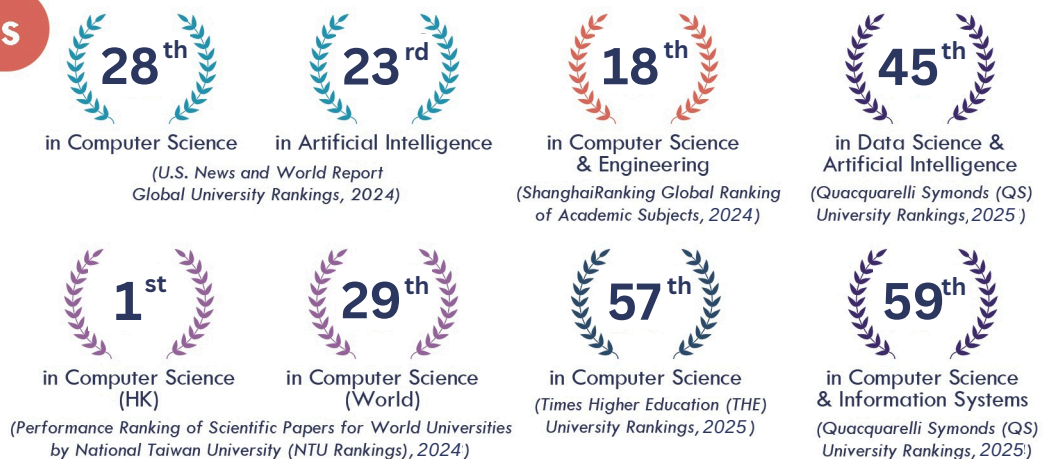 S
28th
23rd
18th
45th
in Computer Science
in Artificial Intelligence
(U.S. News and World Report
Global University Rankings, 2024)
in Computer Science
& Engineering
(ShanghaiRanking Global Ranking
of Academic Subjects, 2024)
in Data Science &
Artificial Intelligence
(Quacquarelli Symonds (QS)
University Rankings, 2025)
1st
29th
57th
59th
in Computer Science
(HK)
in Computer Science
(World)
(Performance Ranking of Scientific Papers for World Universities
by National Taiwan University (NTU Rankings), 2024)
in Computer Science
(Times Higher Education (THE)
University Rankings, 2025)
in Computer Science
& Information Systems
(Quacquarelli Symonds (QS)
University Rankings, 2025)